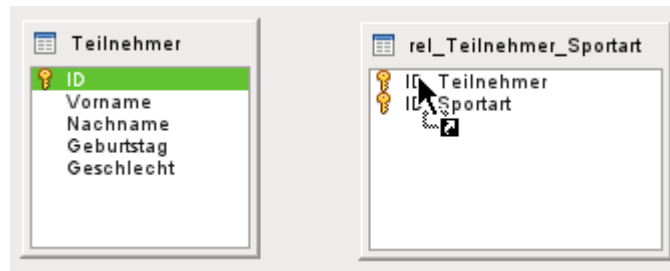 Teilnehmer
ID
Vorname
Nachname
Geburtstag
Geschlecht
rel_Teilnehmer_Sportart
ID_Teilnehmer
ID_Sportart